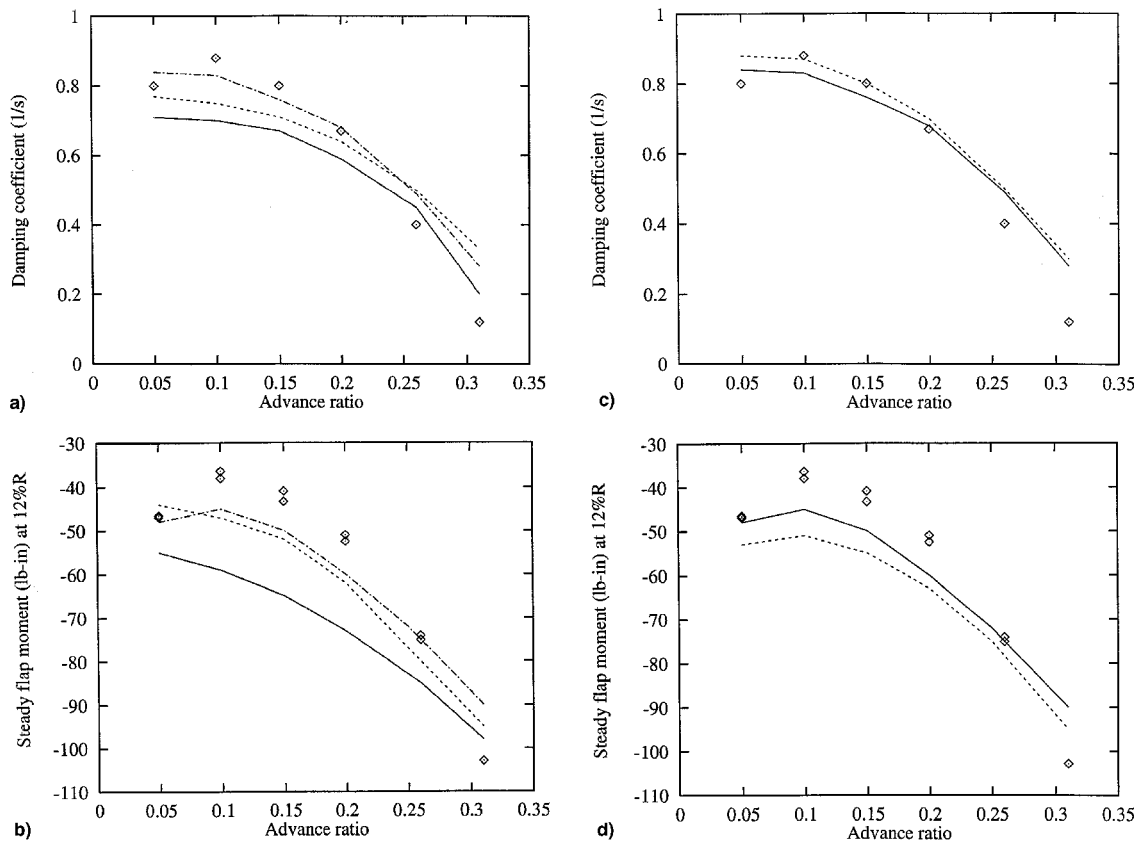 1
0.8
0.6
0.4
0.2
0
Damping coefficient (1/s)
0 0.05 0.1 0.15 0.2 0.25 0.3 0.35
Advance ratio
a)
1
0.8
0.6
0.4
0.2
0
Damping coefficient (1/s)
0 0.05 0.1 0.15 0.2 0.25 0.3 0.35
Advance ratio
c)
-30
-40
-50
-60
-70
-80
-90
-100
-110
Steady flap moment (lb-in) at 12%R
0 0.05 0.1 0.15 0.2 0.25 0.3 0.35
Advance ratio
b)
-30
-40
-50
-60
-70
-80
-90
-100
-110
Steady flap moment (lb-in) at 12%R
0 0.05 0.1 0.15 0.2 0.25 0.3 0.35
Advance ratio
d)